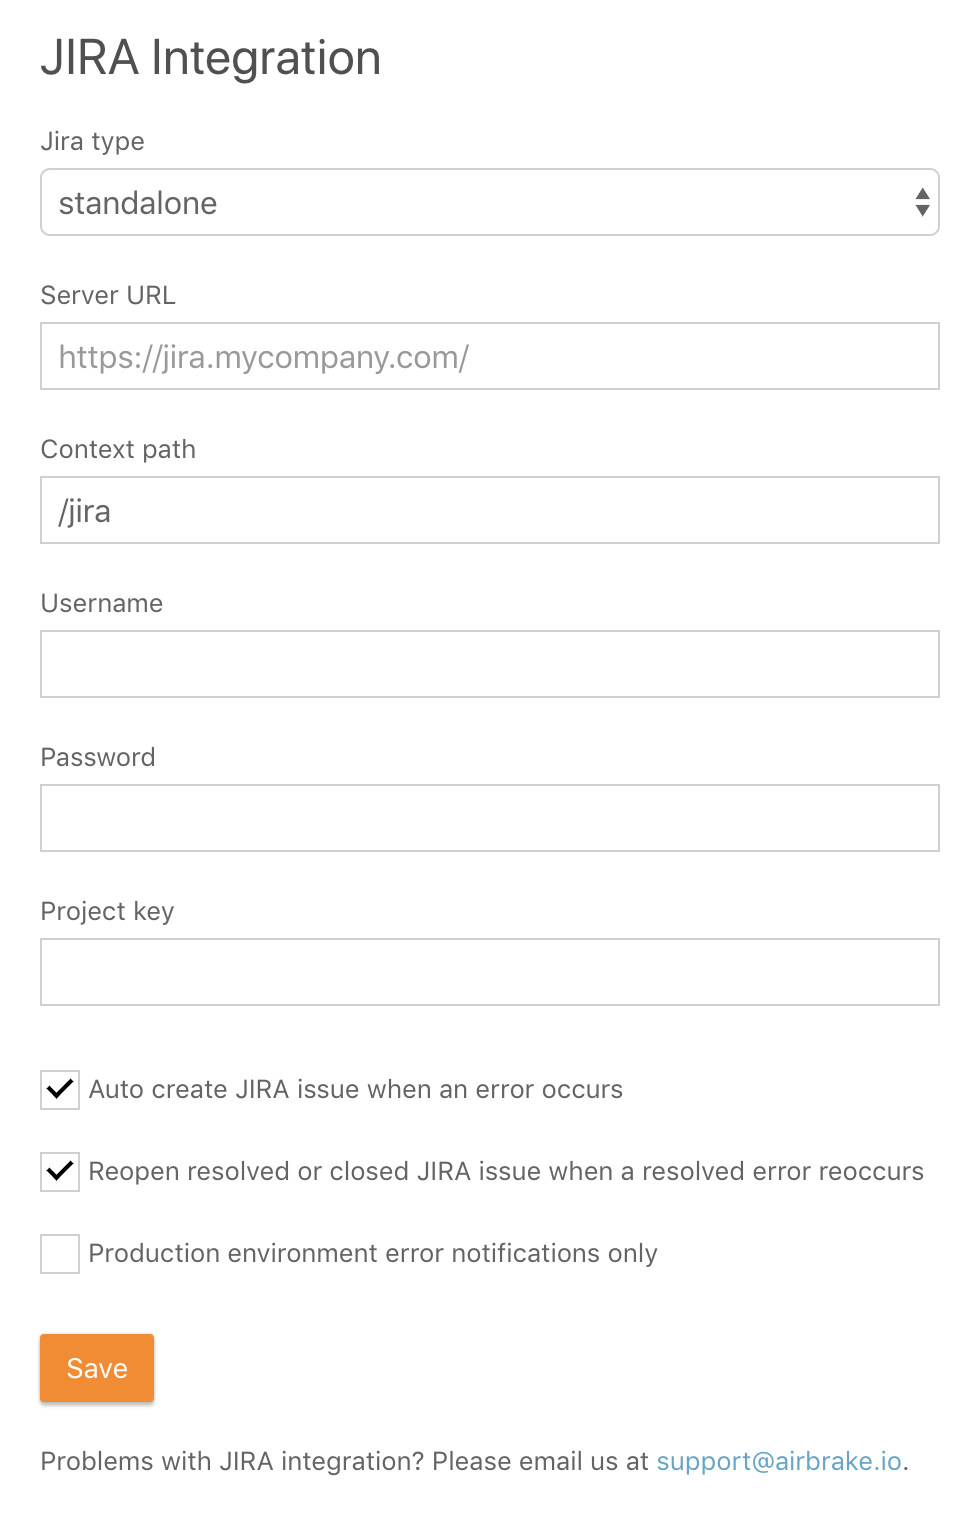 JIRA Integration
Jira type
standalone
Server URL
https://jira.mycompany.com/
Context path
/jira
Username
Password
Project key
Auto create JIRA issue when an error occurs
Reopen resolved or closed JIRA issue when a resolved error reoccurs
Production environment error notifications only
Save
Problems with JIRA integration? Please email us at support@airbrake.io.